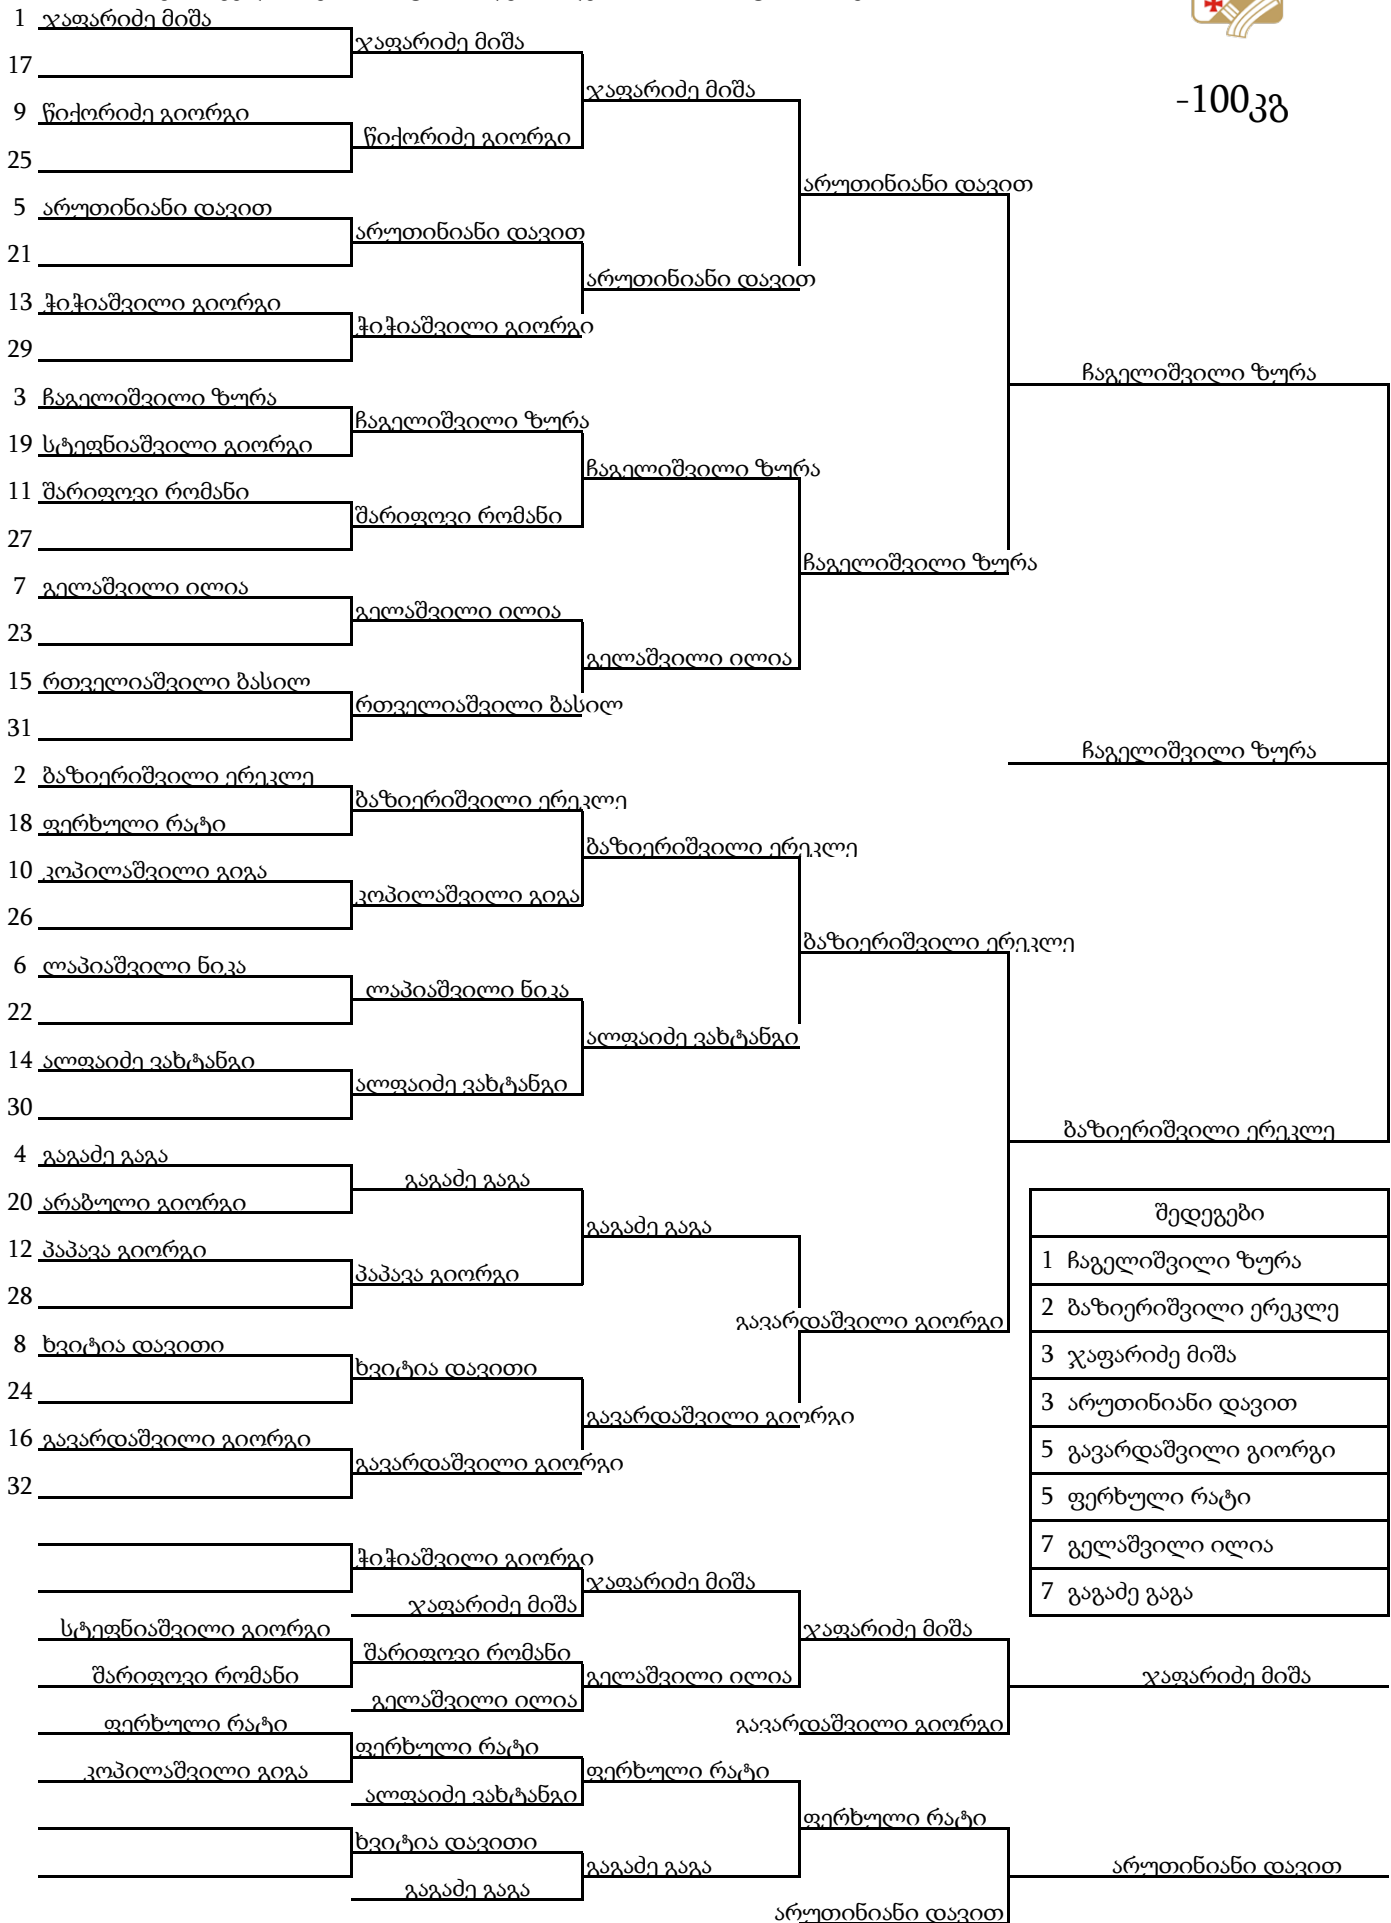 1 ჯაფარიძე მიშა
17
9 წიქორიძე გიორგი
25
5 არუთინიანი დავით
21
13 ჭიჭიაშვილი გიორგი
29
3 ჩაგელიშვილი ზურა
19 სტეფნიაშვილი გიორგი
11 შარიფოვი რომანი
27
7 გელაშვილი ილია
23
15 რთველიაშვილი ბასილ
31
2 ბაზიერიშვილი ერეკლე
18 ფერხული რატი
10 კოპილაშვილი გიგა
26
6 ლაპიაშვილი ნიკა
22
14 ალფაიძე ვახტანგი
30
4 გაგაძე გაგა
20 არაბული გიორგი
12 პაპავა გიორგი
28
8 ხვიტია დავითი
24
16 გავარდაშვილი გიორგი
32
ჯაფარიძე მიშა
წიქორიძე გიორგი
არუთინიანი დავით
ჭიჭიაშვილი გიორგი
ჩაგელიშვილი ზურა
შარიფოვი რომანი
გელაშვილი ილია
რთველიაშვილი ბასილ
ბაზიერიშვილი ერეკლე
კოპილაშვილი გიგა
ლაპიაშვილი ნიკა
ალფაიძე ვახტანგი
გაგაძე გაგა
პაპავა გიორგი
ხვიტია დავითი
გავარდაშვილი გიორგი
ჯაფარიძე მიშა
არუთინიანი დავით
ჩაგელიშვილი ზურა
გელაშვილი ილია
ბაზიერიშვილი ერეკლე
ალფაიძე ვახტანგი
გაგაძე გაგა
გავარდაშვილი გიორგი
არუთინიანი დავით
ჩაგელიშვილი ზურა
ბაზიერიშვილი ერეკლე
გავარდაშვილი გიორგი
-100კგ
ჩაგელიშვილი ზურა
ჩაგელიშვილი ზურა
ბაზიერიშვილი ერეკლე
შედეგები
1 ჩაგელიშვილი ზურა
2 ბაზიერიშვილი ერეკლე
3 ჯაფარიძე მიშა
3 არუთინიანი დავით
5 გავარდაშვილი გიორგი
5 ფერხული რატი
7 გელაშვილი ილია
7 გაგაძე გაგა
სტეფნიაშვილი გიორგი
შარიფოვი რომანი
ფერხული რატი
კოპილაშვილი გიგა
ჭიჭიაშვილი გიორგი
ჯაფარიძე მიშა
შარიფოვი რომანი
გელაშვილი ილია
ფერხული რატი
ალფაიძე ვახტანგი
ხვიტია დავითი
გაგაძე გაგა
ჯაფარიძე მიშა
გელაშვილი ილია
ფერხული რატი
გაგაძე გაგა
ჯაფარიძე მიშა
გავარდაშვილი გიორგი
ფერხული რატი
არუთინიანი დავით
ჯაფარიძე მიშა
არუთინიანი დავით